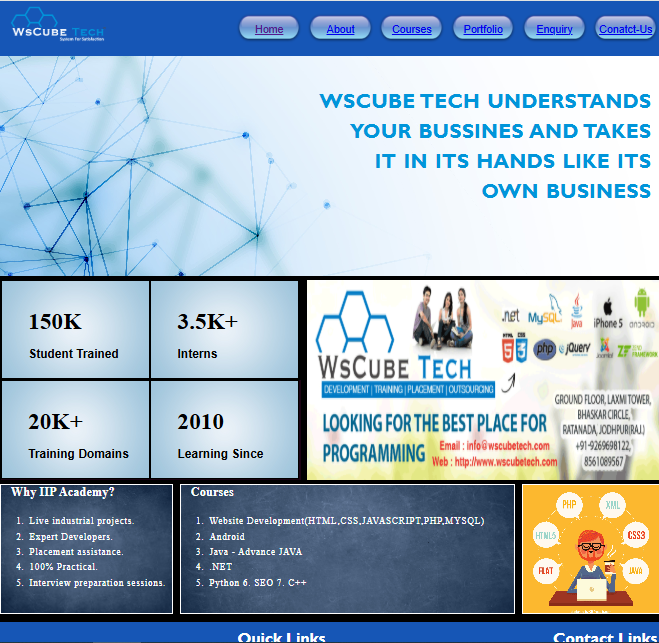 WsCube Tech
System For Satisfaction
Home
About
Courses
Portfolio
Enquiry
Conatct-Us
WSCUBE TECH UNDERSTANDS
YOUR BUSSINES AND TAKES
IT IN ITS HANDS LIKE ITS
OWN BUSINESS
150K
Student Trained
3.5K+
Interns
20K+
Training Domains
2010
Learning Since
WsCube Tech
DEVELOPMENT | TRAINING | PLACEMENT | OUTSOURCING
.net
MySQL
Java
iPhone 5
android
HTML
CSS
5 3
php
jQuery
Joomla!
ZF ZEND FRAMEWORK
LOOKING FOR THE BEST PLACE FOR
PROGRAMMING
Email : info@wscubetech.com
Web : http://www.wscubetech.com
GROUND FLOOR, LAXMI TOWER,
BHASKAR CIRCLE,
RATANADA, JODHPUR(RAJ.)
+91-9269698122,
8561089567
Why IIP Academy?
1. Live industrial projects.
2. Expert Developers.
3. Placement assistance.
4. 100% Practical.
5. Interview preparation sessions.
Courses
1. Website Development(HTML,CSS,JAVASCRIPT,PHP,MYSQL)
2. Android
3. Java - Advance JAVA
4. .NET
5. Python 6. SEO 7. C++
PHP
XML
HTML5
CSS3
FLAT
JAVA
Quick Links
Contact Links